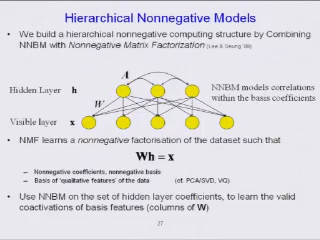 Hierarchical Nonnegative Models
• We build a hierarchical nonnegative computing structure by Combining
NNBM with Nonnegative Matrix Factorization (Lee & Seung '99)
A
Hidden Layer h
NNBM models correlations
within the basis coefficients
W
Visible layer x
• NMF learns a nonnegative factorisation of the dataset such that
Wh = x
– Nonnegative coefficients, nonnegative basis
– Basis of 'qualitative features' of the data (cf. PCA/SVD, VQ)
• Use NNBM on the set of hidden layer coefficients, to learn the valid
coactivations of basis features (columns of W)
27